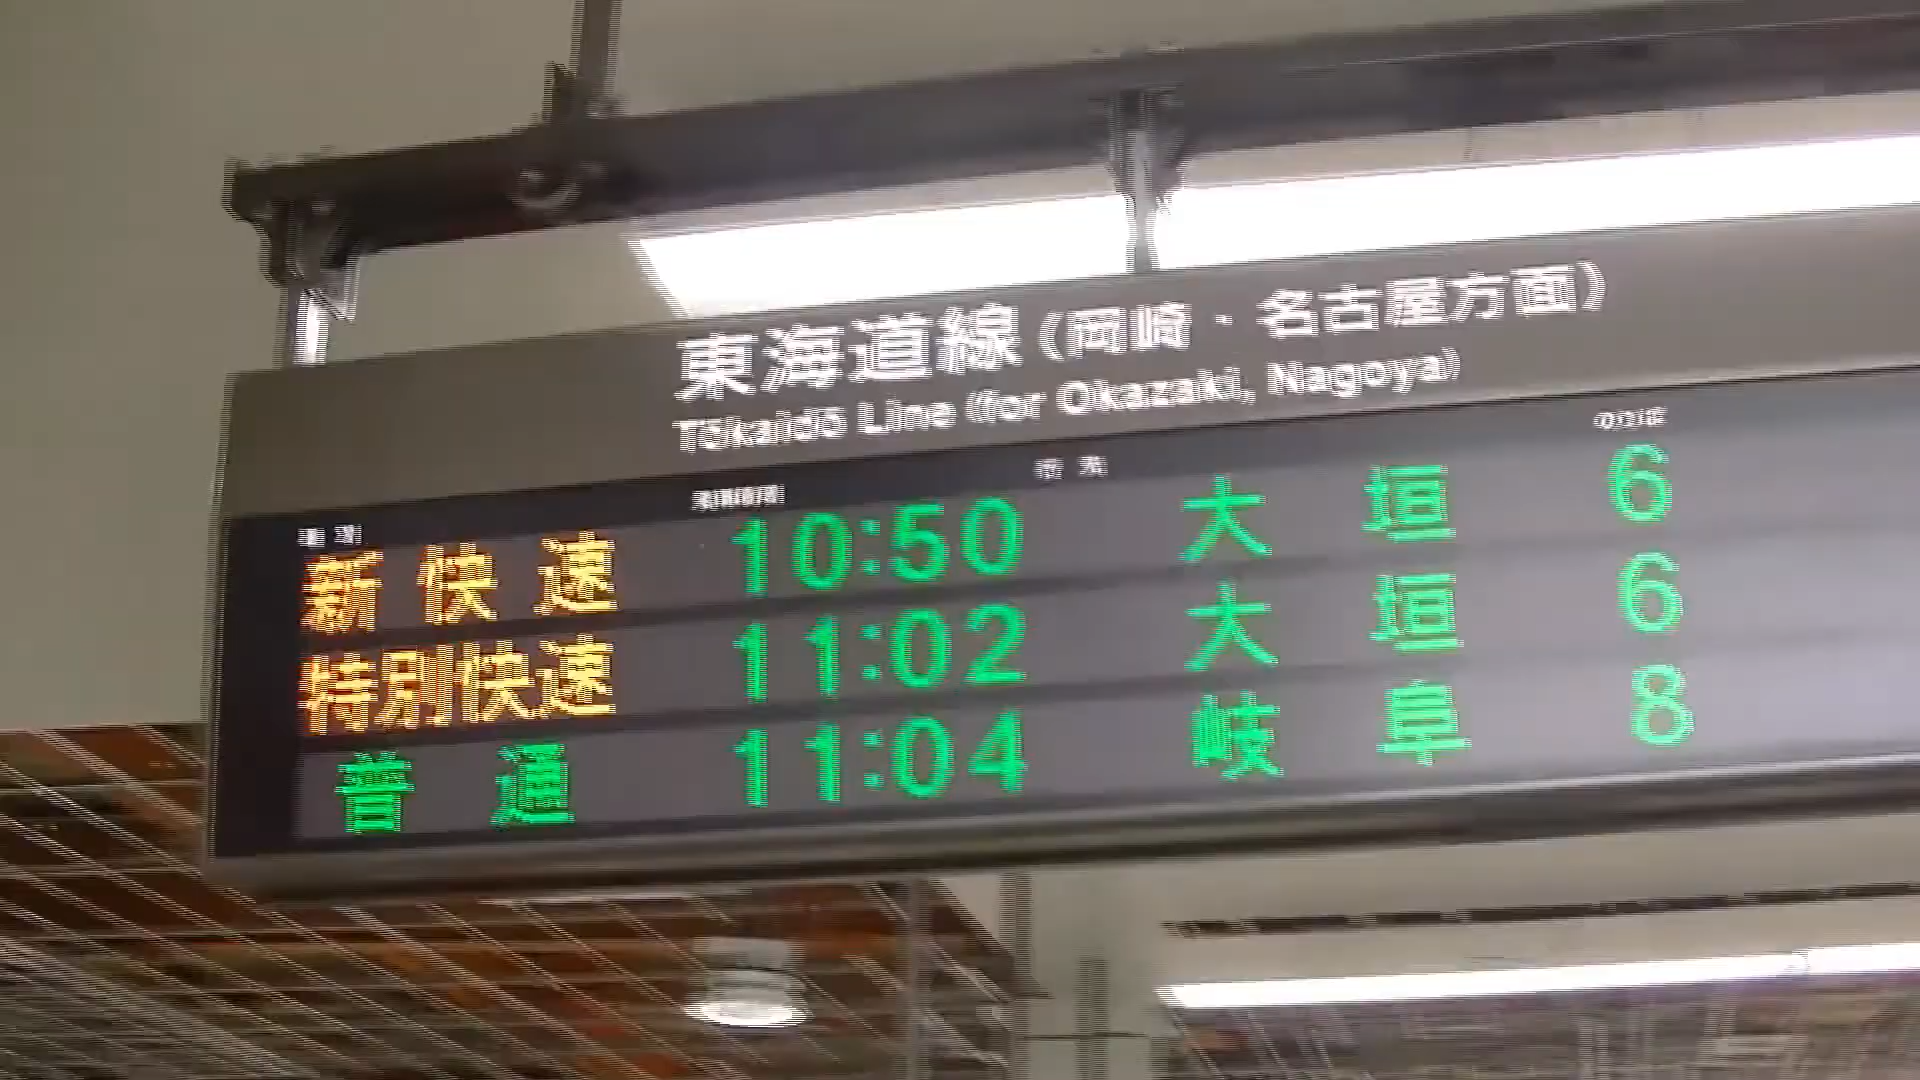 東海道線(岡崎・名古屋方面)
Tōkaidō Line (for Okazaki, Nagoya)
新快速 10:50 大垣 6
特別快速 11:02 大垣 6
普通 11:04 岐阜 8